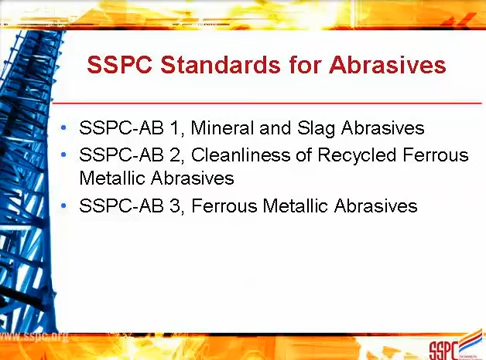 SSPC Standards for Abrasives
• SSPC-AB 1, Mineral and Slag Abrasives
• SSPC-AB 2, Cleanliness of Recycled Ferrous
Metallic Abrasives
• SSPC-AB 3, Ferrous Metallic Abrasives
www.sspc.org
SSPC